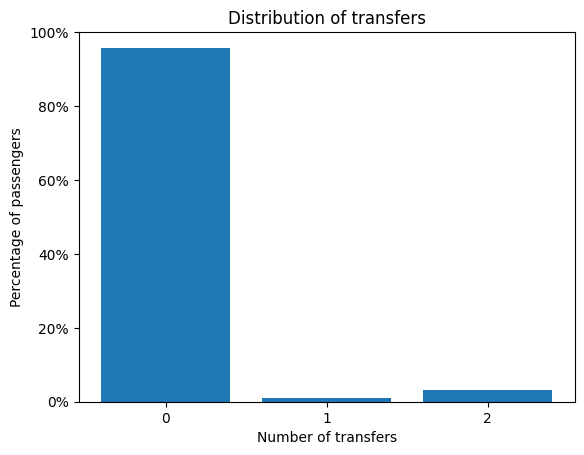 Distribution of transfers
100%
80%
60%
40%
20%
0%
Percentage of passengers
0 1 2
Number of transfers